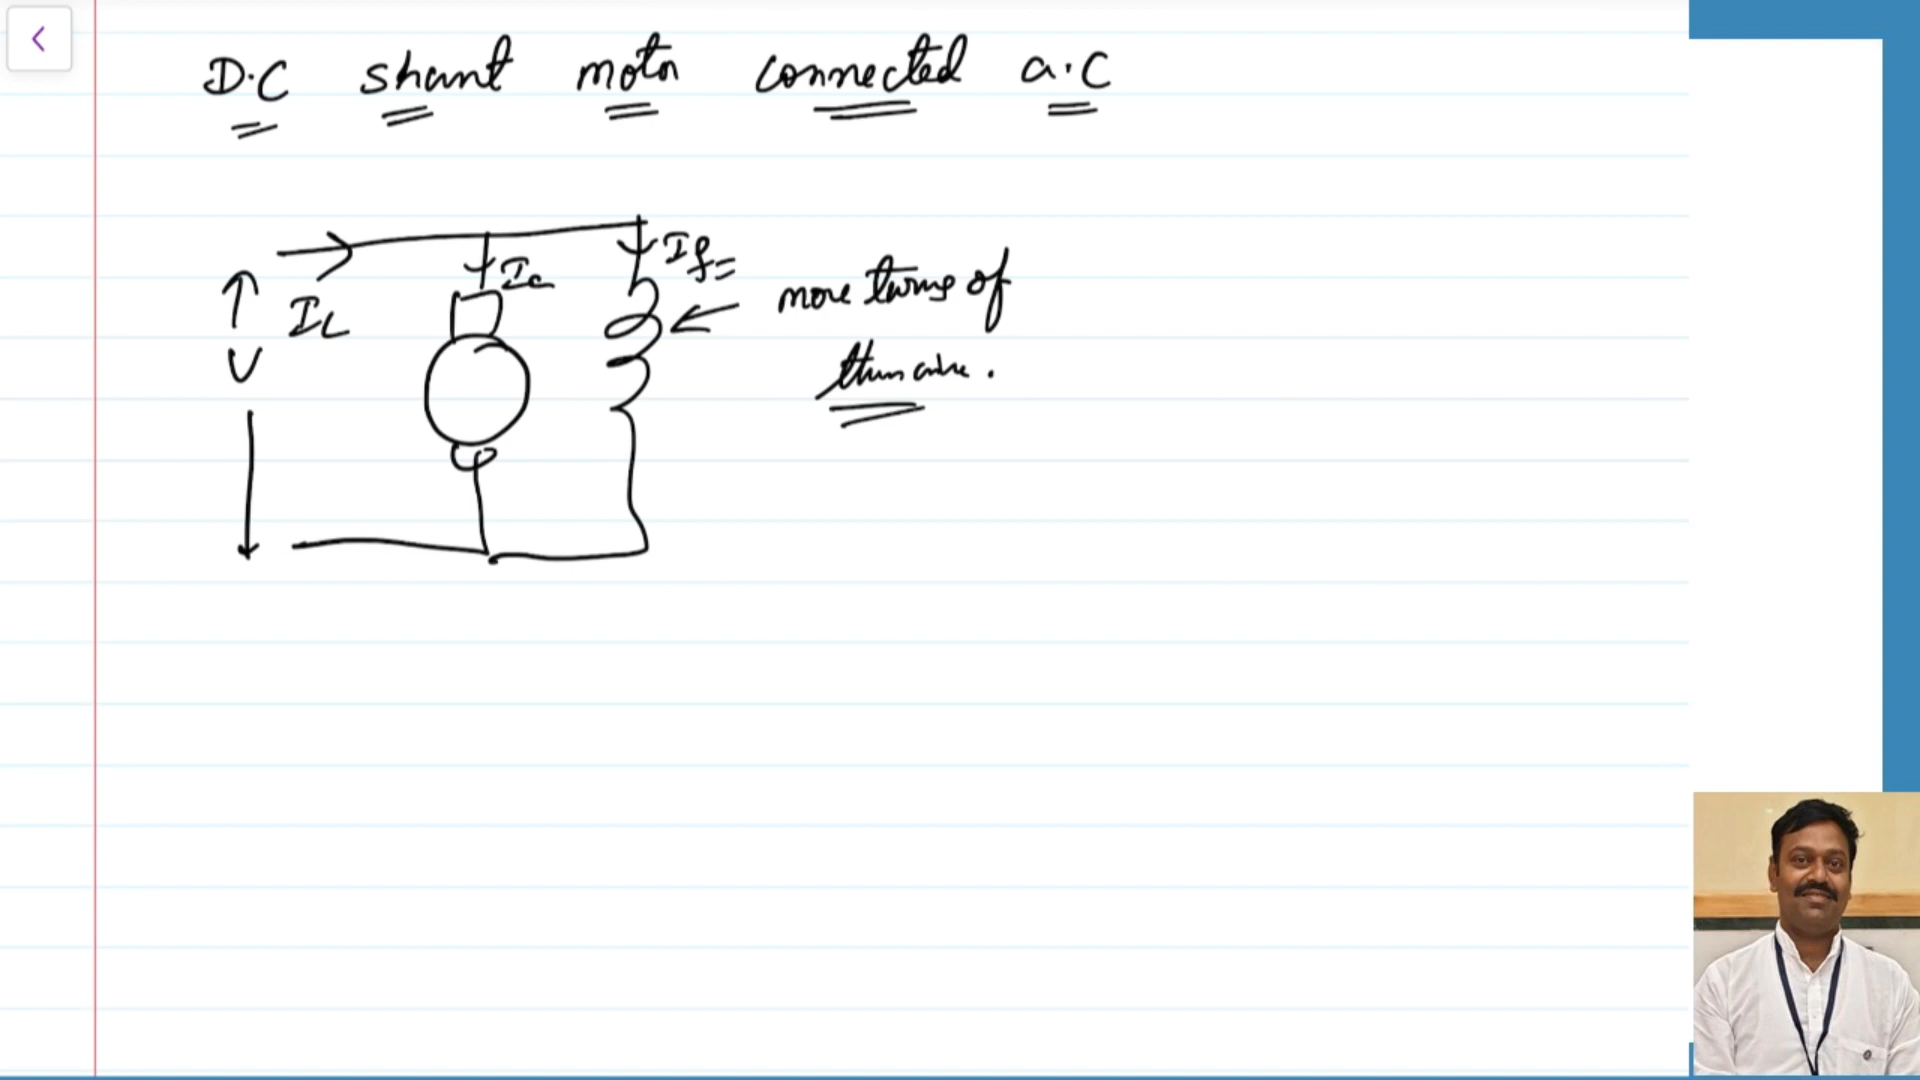 D.C shunt motor connected a.c
If
Ia
more turns of
IL
V
thin wire.